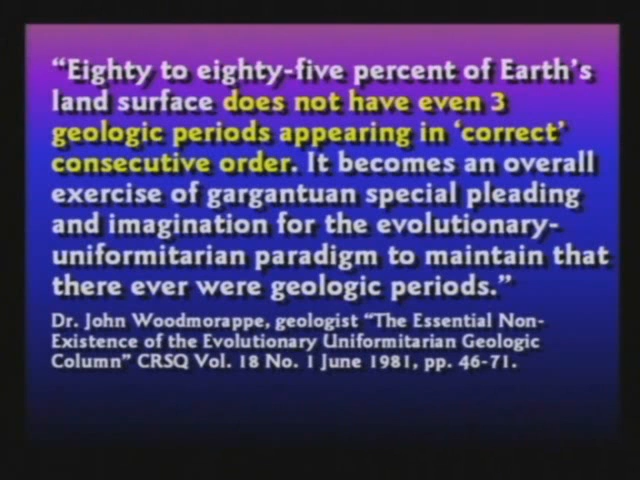 “Eighty to eighty-five percent of Earth’s
land surface does not have even 3
geologic periods appearing in ‘correct’
consecutive order. It becomes an overall
exercise of gargantuan special pleading
and imagination for the evolutionary-
uniformitarian paradigm to maintain that
there ever were geologic periods.”
Dr. John Woodmorappe, geologist “The Essential Non-
Existence of the Evolutionary Uniformitarian Geologic
Column” CRSQ Vol. 18 No. 1 June 1981, pp. 46-71.